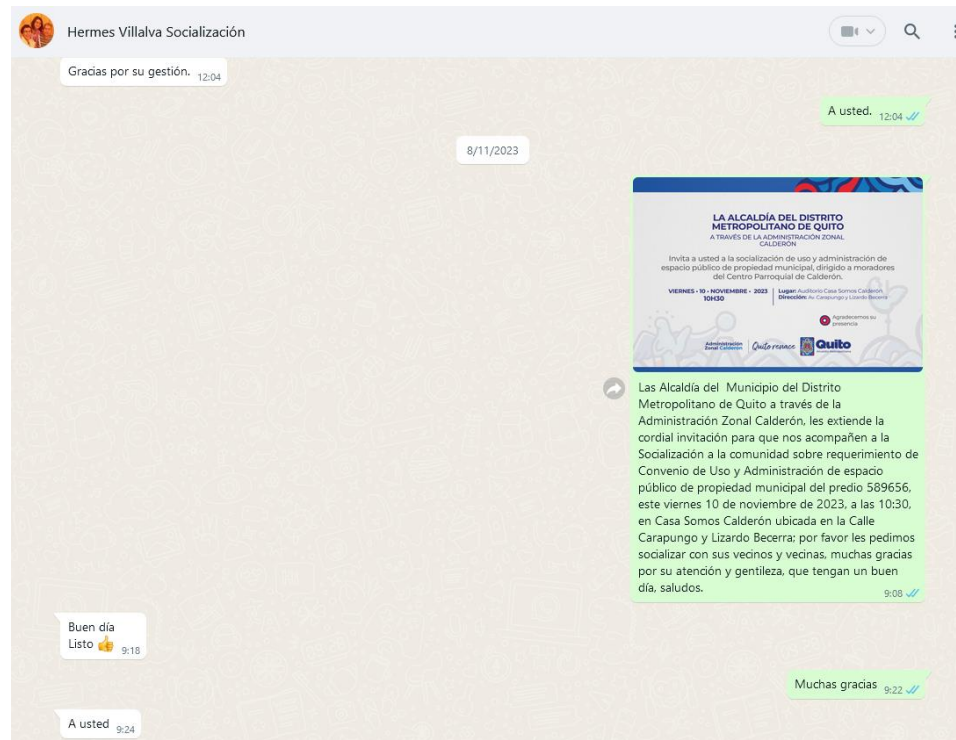 Hermes Villalva Socialización
Gracias por su gestión. 12:04
A usted. 12:04
8/11/2023
LA ALCALDÍA DEL DISTRITO
METROPOLITANO DE QUITO
A TRAVÉS DE LA ADMINISTRACIÓN ZONAL
CALDERÓN
Invita a usted a la socialización de uso y administración de
espacio público de propiedad municipal, dirigido a moradores
del Centro Parroquial de Calderón.
VIERNES - 10 - NOVIEMBRE - 2023
10H30
Lugar: Auditorio Casa Somos Calderón
Dirección: Av. Carapungo y Lizardo Becerra
Agradecemos su
presencia
Administración
Zonal Calderón
Quito renace
Quito
Las Alcaldía del Municipio del Distrito
Metropolitano de Quito a través de la
Administración Zonal Calderón, les extiende la
cordial invitación para que nos acompañen a la
Socialización a la comunidad sobre requerimiento de
Convenio de Uso y Administración de espacio
público de propiedad municipal del predio 589656,
este viernes 10 de noviembre de 2023, a las 10:30,
en Casa Somos Calderón ubicada en la Calle
Carapungo y Lizardo Becerra; por favor les pedimos
socializar con sus vecinos y vecinas, muchas gracias
por su atención y gentileza, que tengan un buen
día, saludos. 9:08
Buen día
Listo 👍 9:18
Muchas gracias 9:22
A usted 9:24